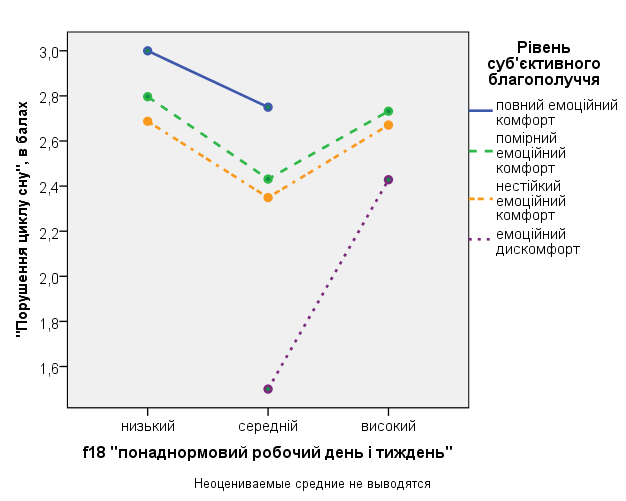 Рівень
суб'єктивного
благополуччя
повний емоційний
комфорт
помірний
емоційний
комфорт
нестійкий
емоційний
комфорт
емоційний
дискомфорт
"Порушення циклу сну", в балах
3,0
2,8
2,6
2,4
2,2
2,0
1,8
1,6
низький
середній
високий
f18 "понаднормовий робочий день і тиждень"
Неоцениваемые средние не выводятся